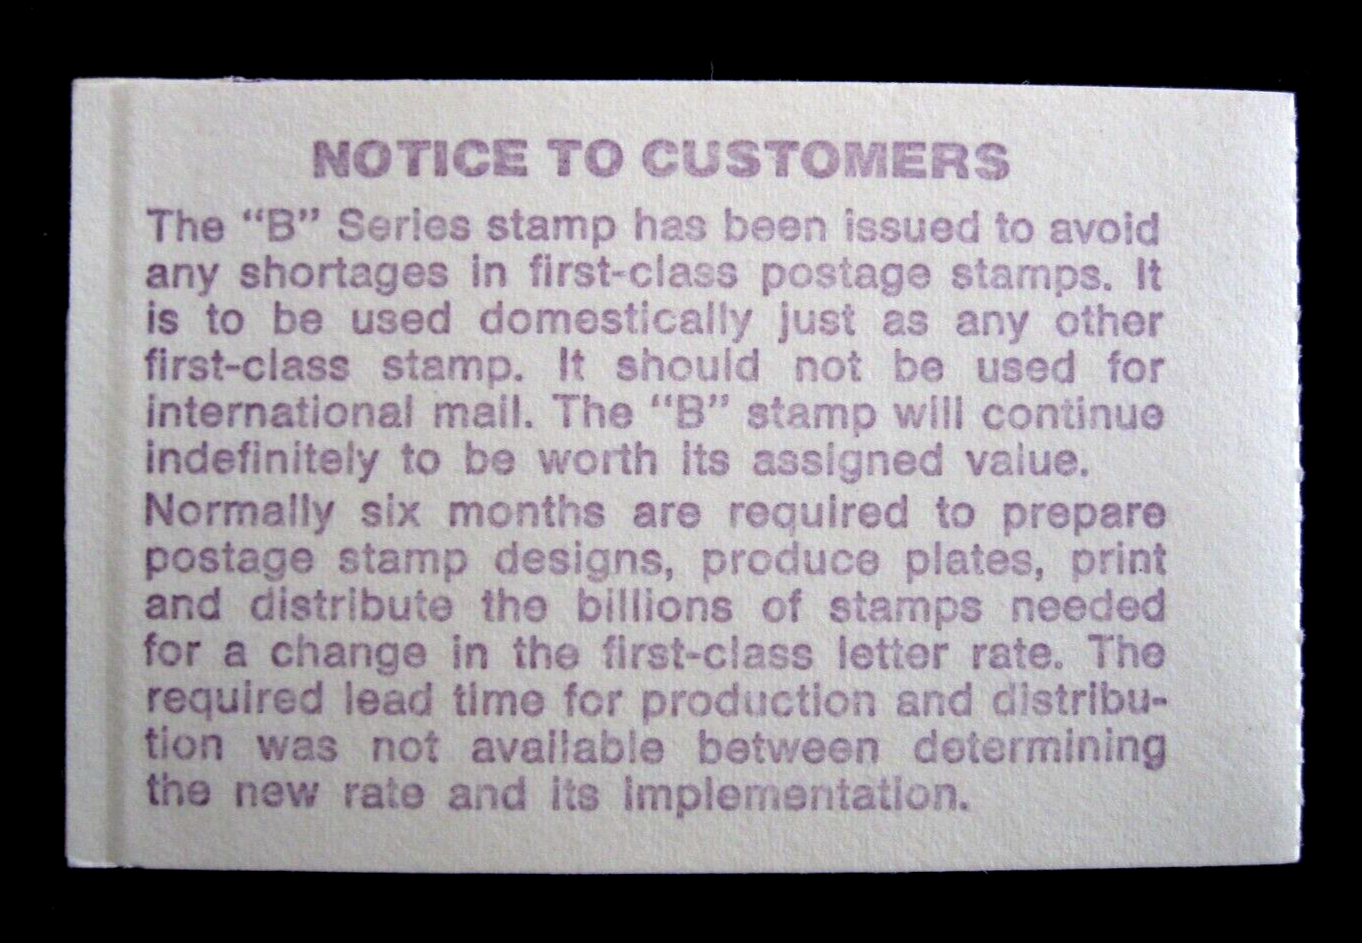 NOTICE TO CUSTOMERS
The “B” Series stamp has been issued to avoid
any shortages in first-class postage stamps. It
is to be used domestically just as any other
first-class stamp. It should not be used for
international mail. The “B” stamp will continue
indefinitely to be worth its assigned value.
Normally six months are required to prepare
postage stamp designs, produce plates, print
and distribute the billions of stamps needed
for a change in the first-class letter rate. The
required lead time for production and distribu-
tion was not available between determining
the new rate and its implementation.